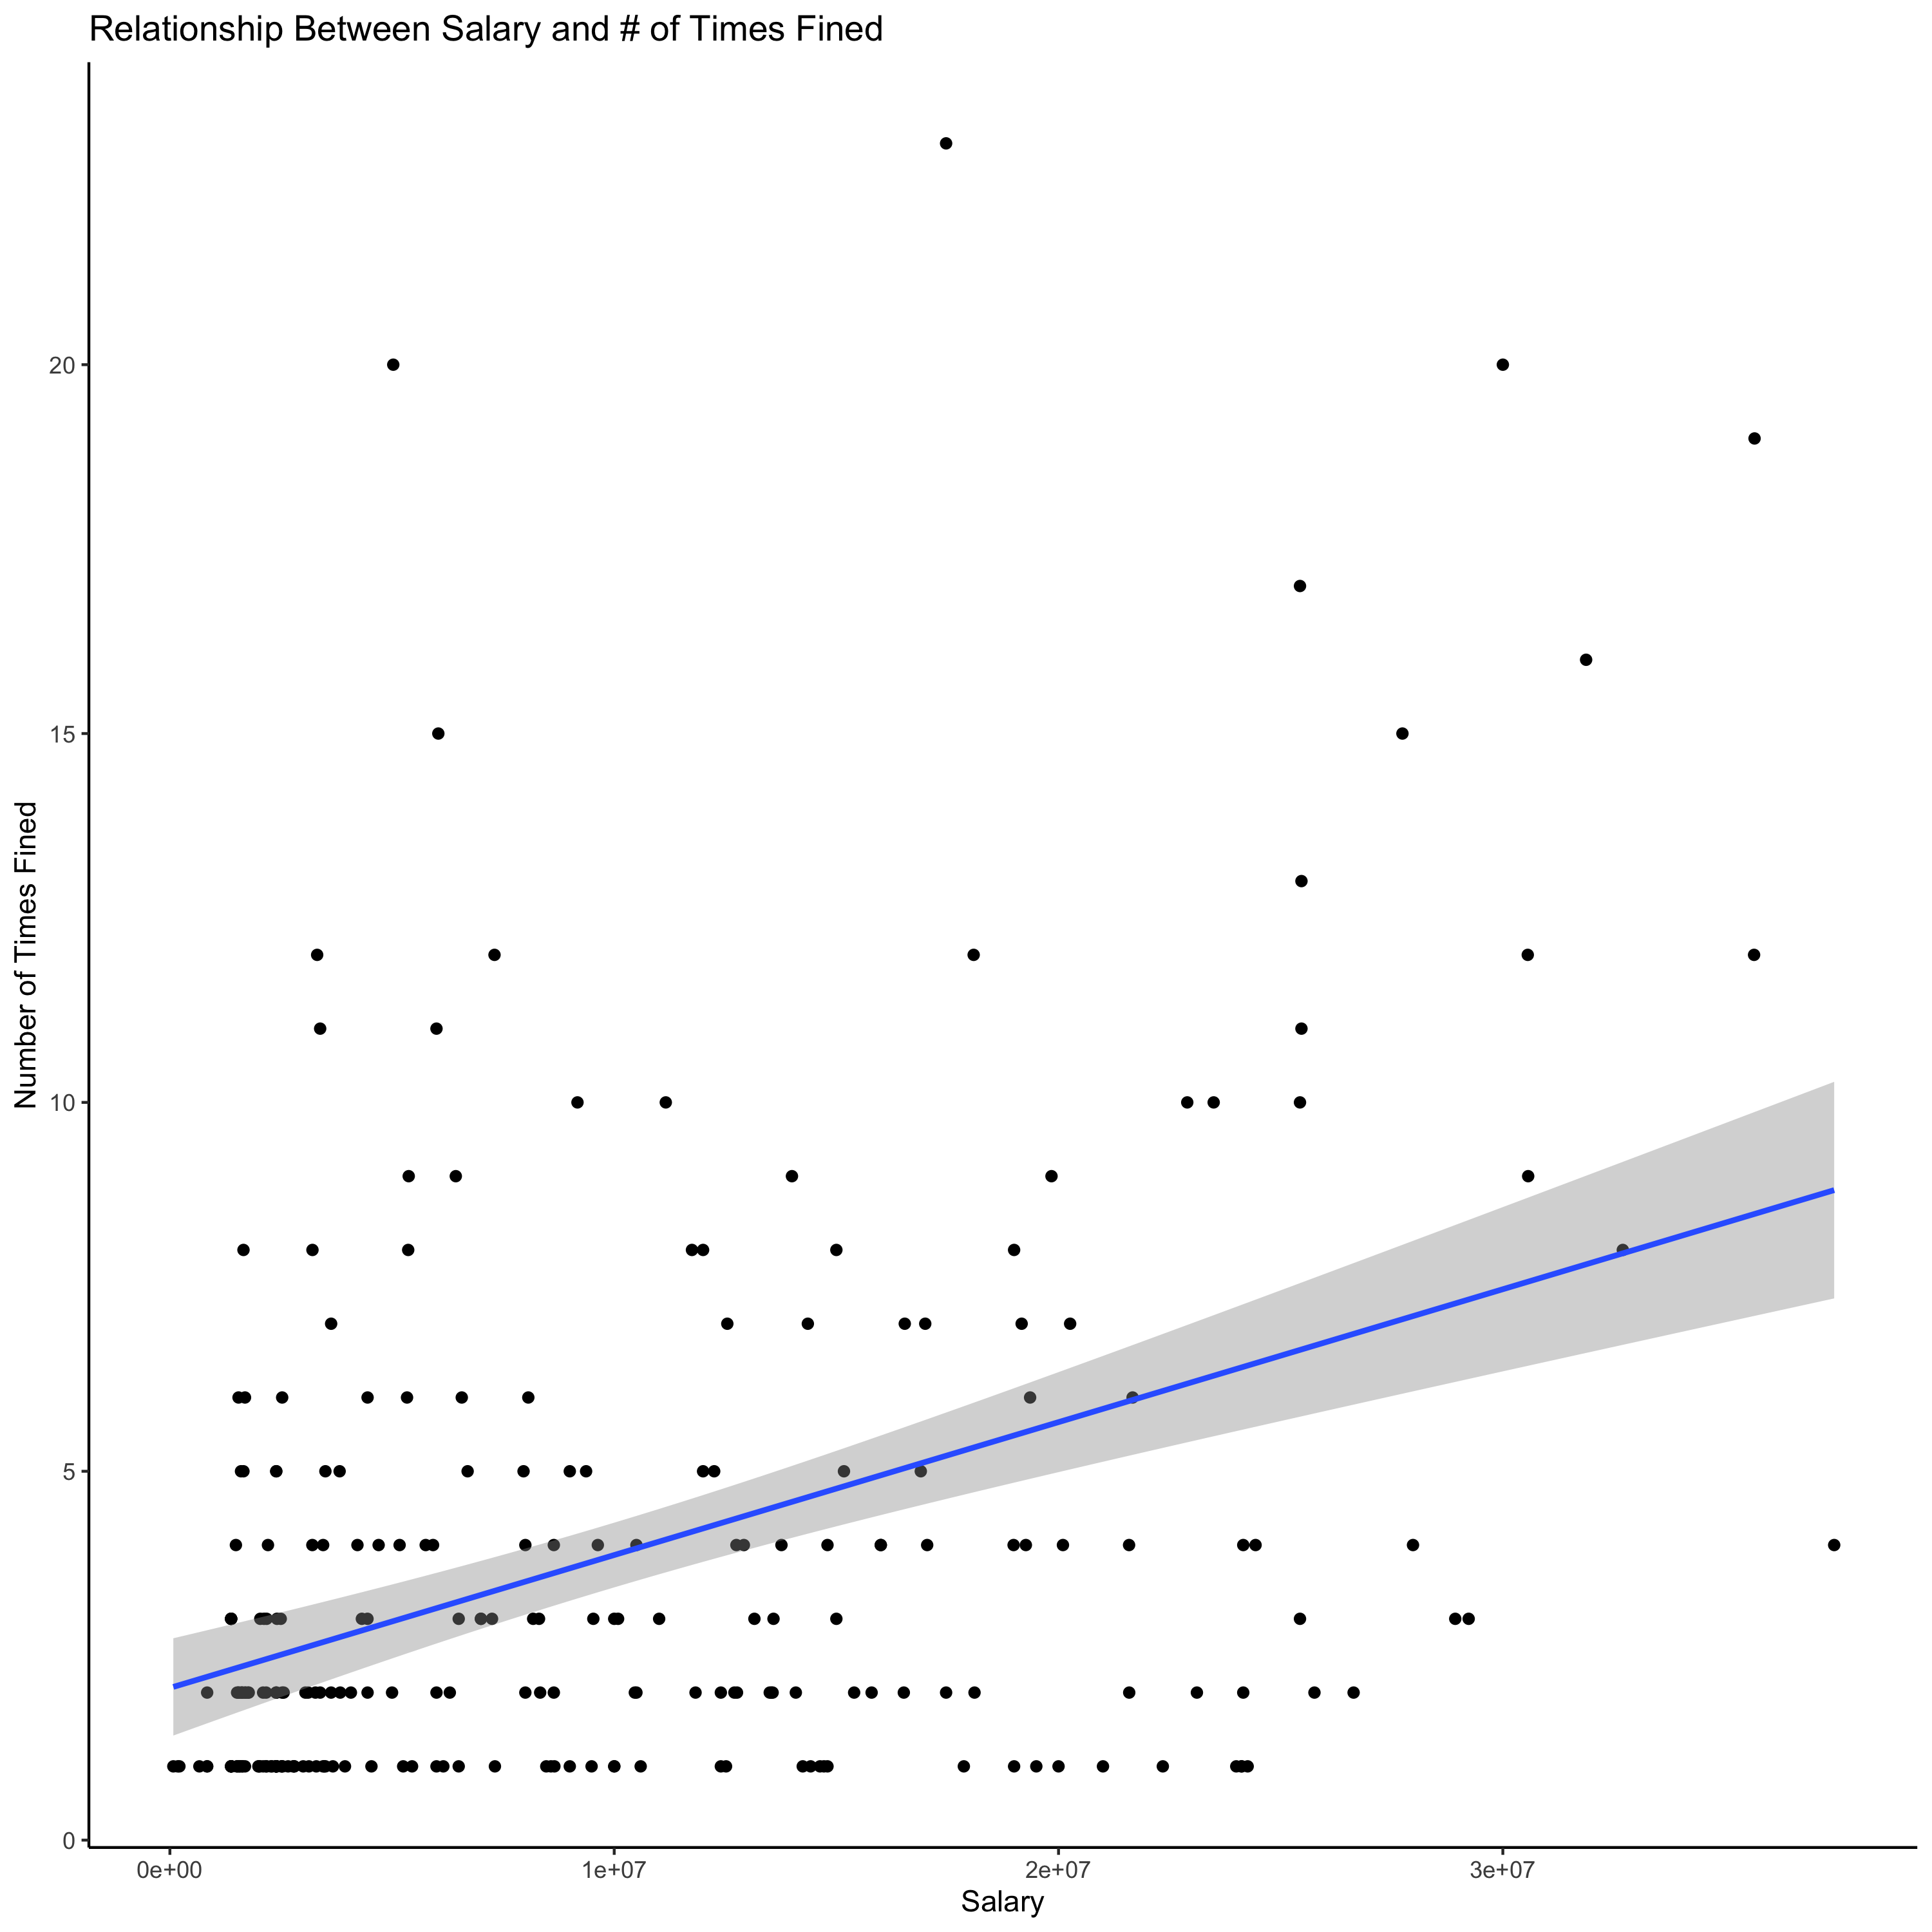 Relationship Between Salary and # of Times Fined
Number of Times Fined
20
15
10
5
0
0e+00
1e+07
2e+07
3e+07
Salary